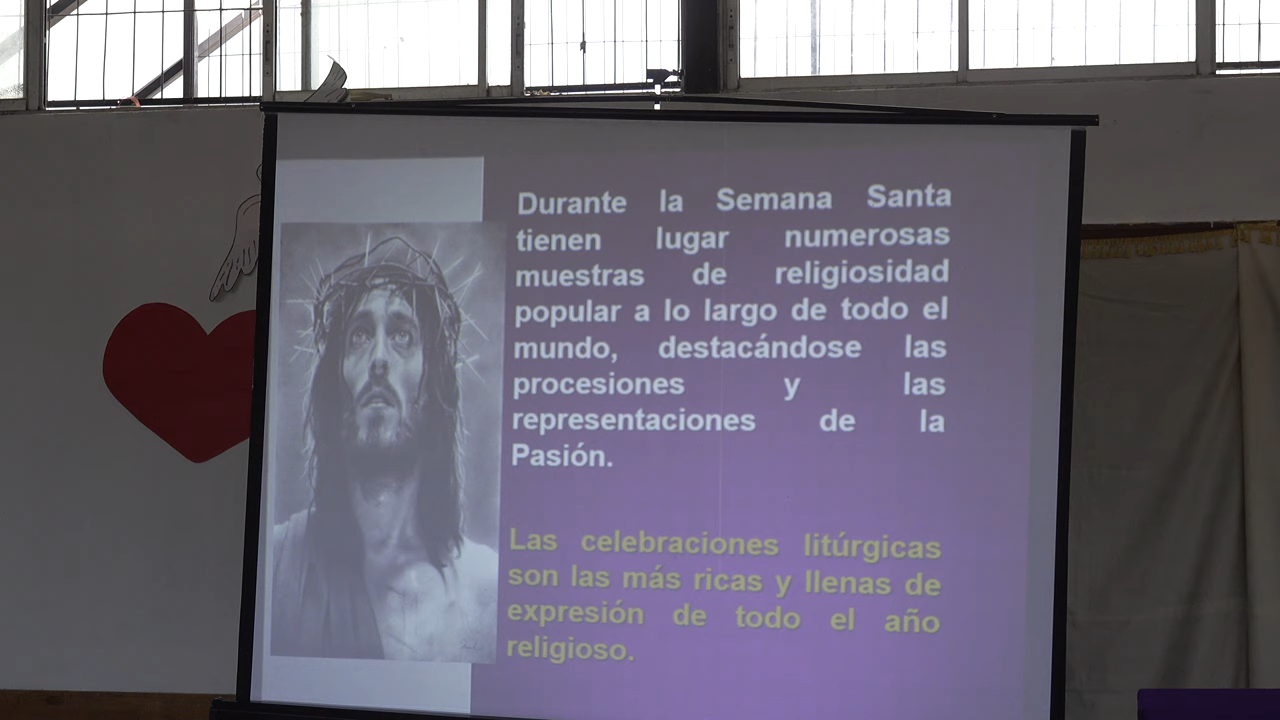 Durante la Semana Santa
tienen lugar numerosas
muestras de religiosidad
popular a lo largo de todo el
mundo, destacándose las
procesiones y las
representaciones de la
Pasión.
Las celebraciones litúrgicas
son las más ricas y llenas de
expresión de todo el año
religioso.